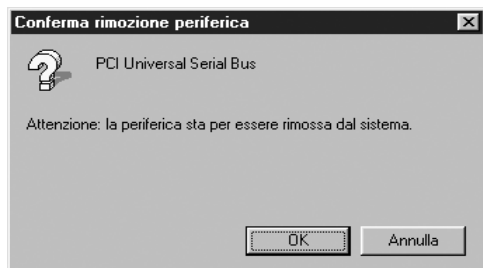 Conferma rimozione periferica
PCI Universal Serial Bus
Attenzione: la periferica sta per essere rimossa dal sistema.
OK
Annulla